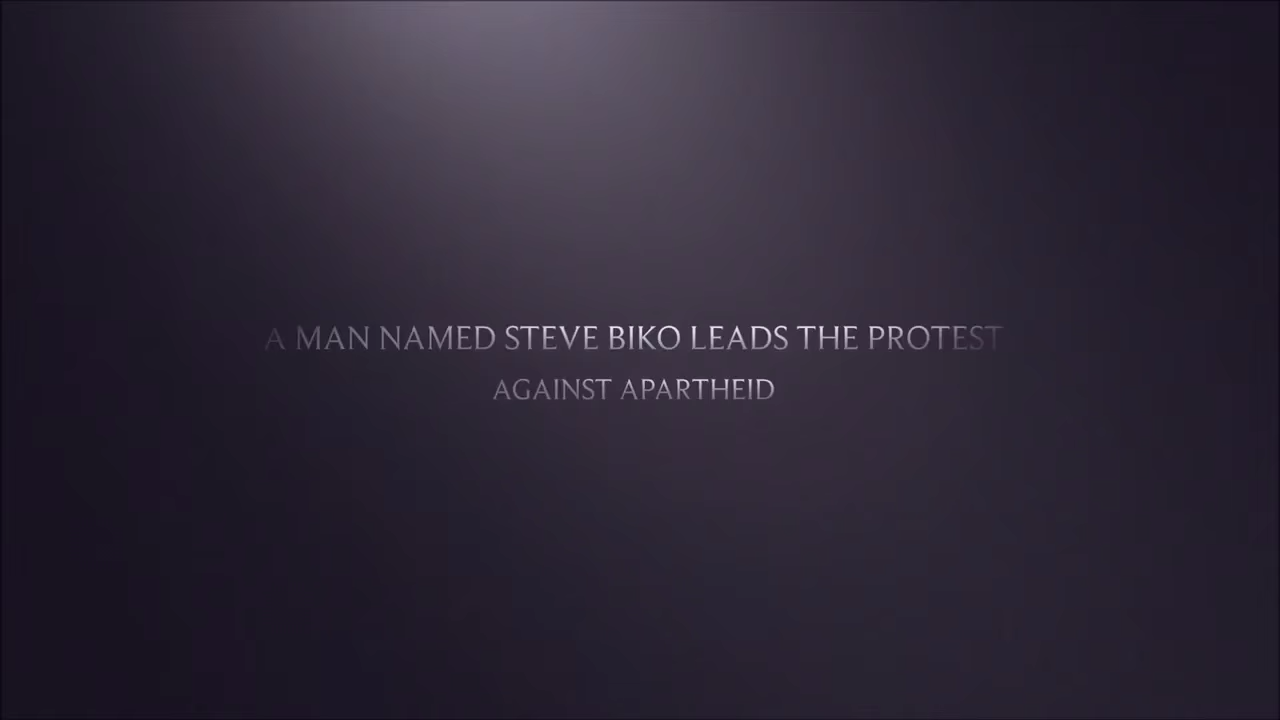 A MAN NAMED STEVE BIKO LEADS THE PROTEST
AGAINST APARTHEID